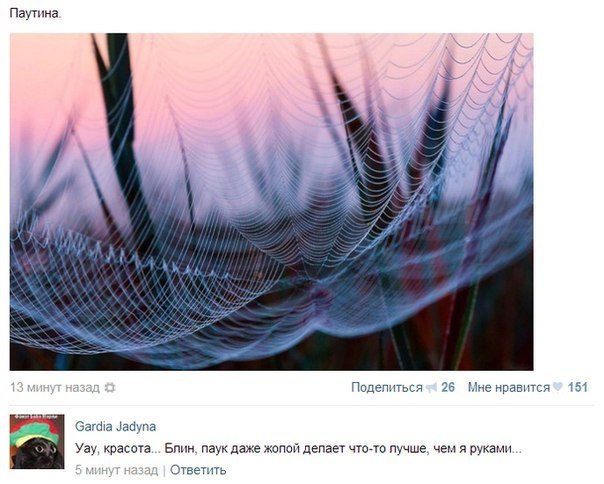 Паутина.
13 минут назад
Поделиться 26 Мне нравится 151
Gardia Jadyna
Уау, красота... Блин, паук даже жопой делает что-то лучше, чем я руками...
5 минут назад | Ответить